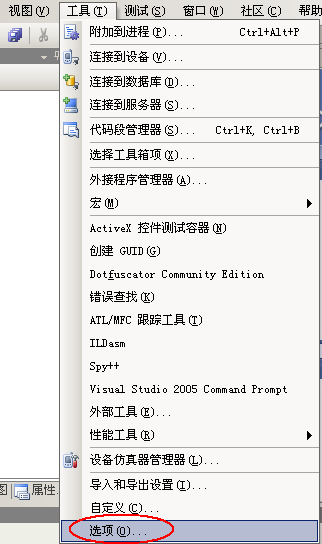 视图(V) 工具(T) 测试(S) 窗口(W) 社区(C) 帮助
附加到进程(P)... Ctrl+Alt+P
连接到设备(V)...
连接到数据库(D)...
连接到服务器(S)...
代码段管理器(S)... Ctrl+K, Ctrl+B
选择工具箱项(X)...
外接程序管理器(A)...
宏(M)
ActiveX 控件测试容器(N)
创建 GUID(G)
Dotfuscator Community Edition
错误查找(K)
ATL/MFC 跟踪工具(T)
ILDasm
Spy++
Visual Studio 2005 Command Prompt
外部工具(E)...
性能工具(R)
设备仿真器管理器(L)...
导入和导出设置(I)...
图 属性.
自定义(C)...
选项(O)...